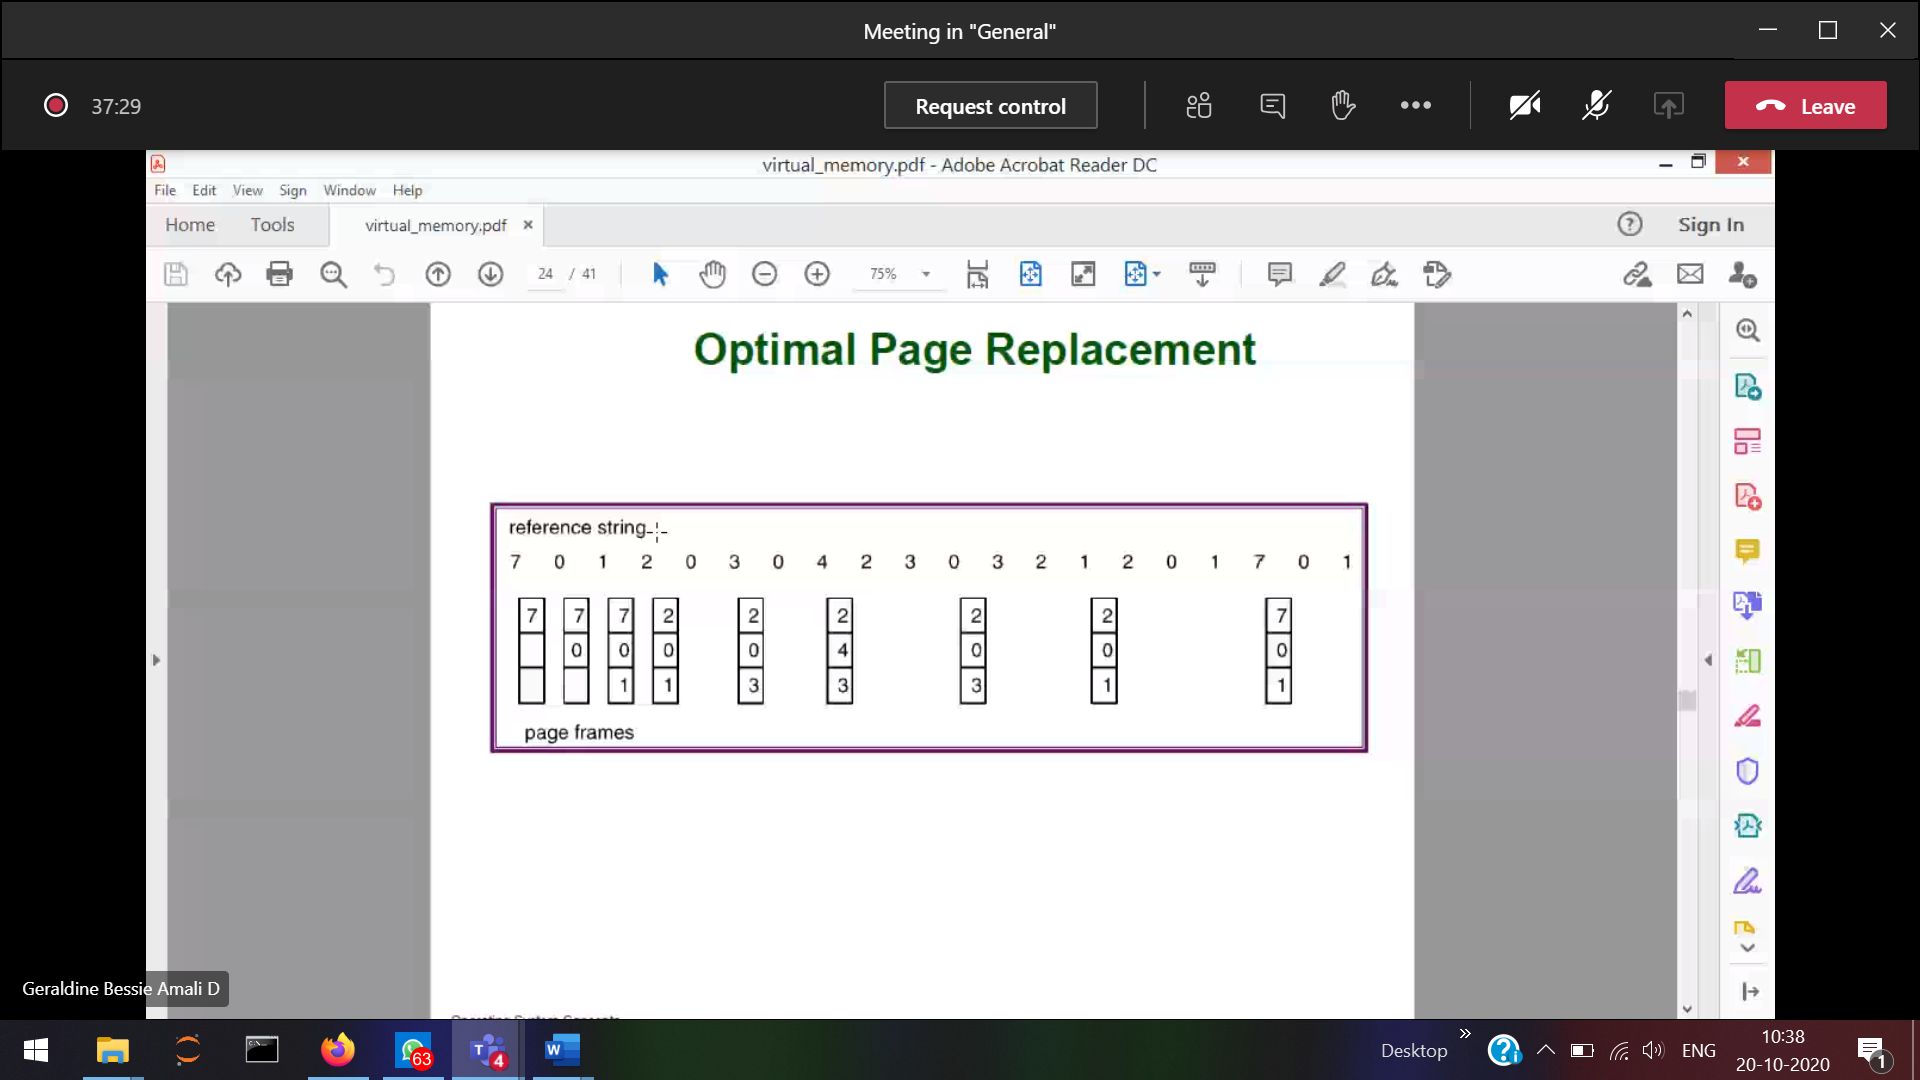 Meeting in "General"
37:29
Request control
Leave
virtual_memory.pdf - Adobe Acrobat Reader DC
File Edit View Sign Window Help
Home Tools virtual_memory.pdf × Sign In
24 / 41 75%
Optimal Page Replacement
reference string
7 0 1 2 0 3 0 4 2 3 0 3 2 1 2 0 1 7 0 1
7 7 7 2 2 2 2 2 7
0 0 0 0 4 0 0 0
1 1 3 3 3 1 1
page frames
Geraldine Bessie Amali D
Operating System Concepts
63 T 4 W Desktop ENG 10:38
20-10-2020 1